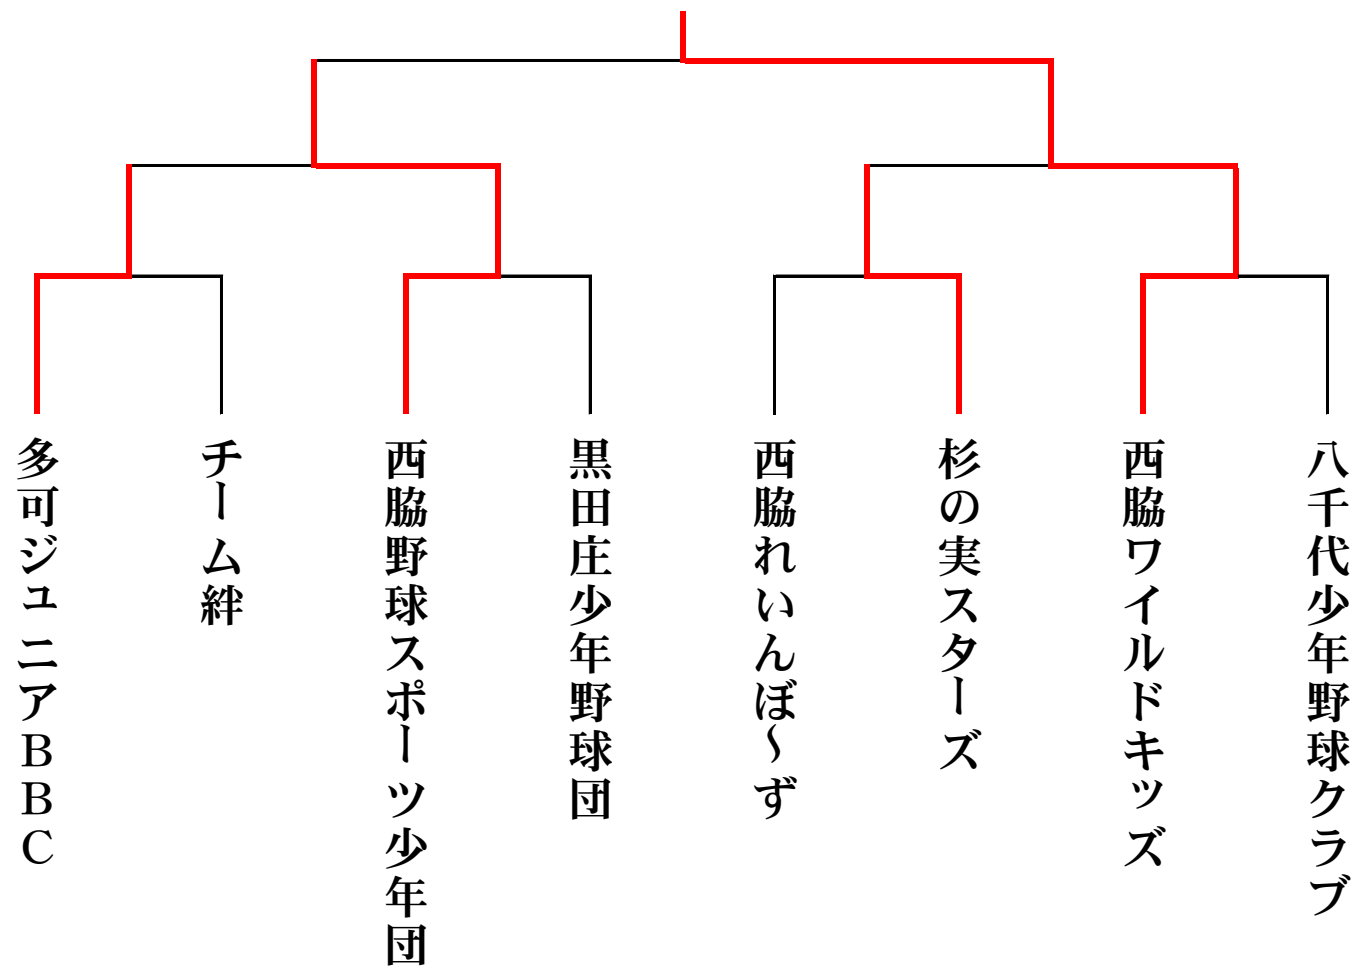 多可ジュニアＢＢＣ
チーム絆
西脇野球スポーツ少年団
黒田庄少年野球団
西脇れいんぼ～ず
杉の実スターズ
西脇ワイルドキッズ
八千代少年野球クラブ